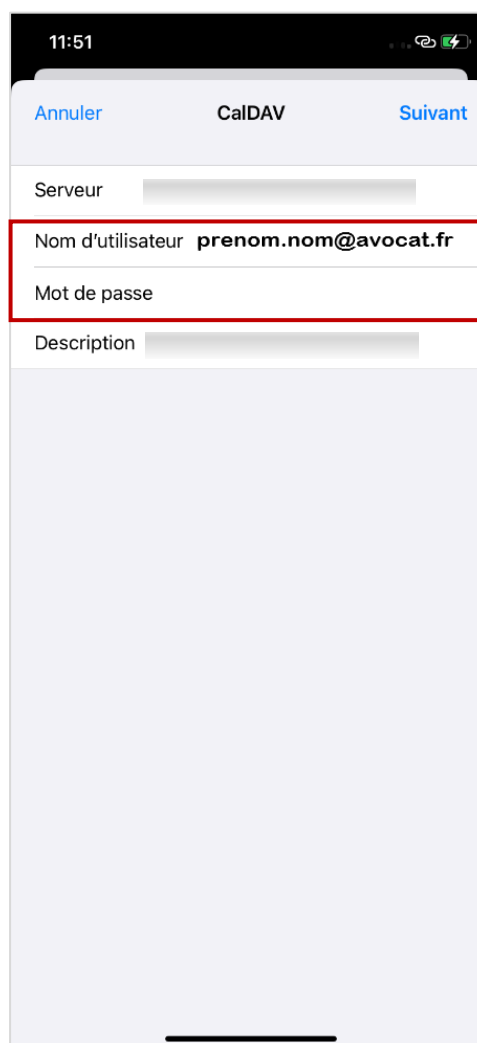 11:51
Annuler CalDAV Suivant
Serveur
Nom d'utilisateur prenom.nom@avocat.fr
Mot de passe
Description